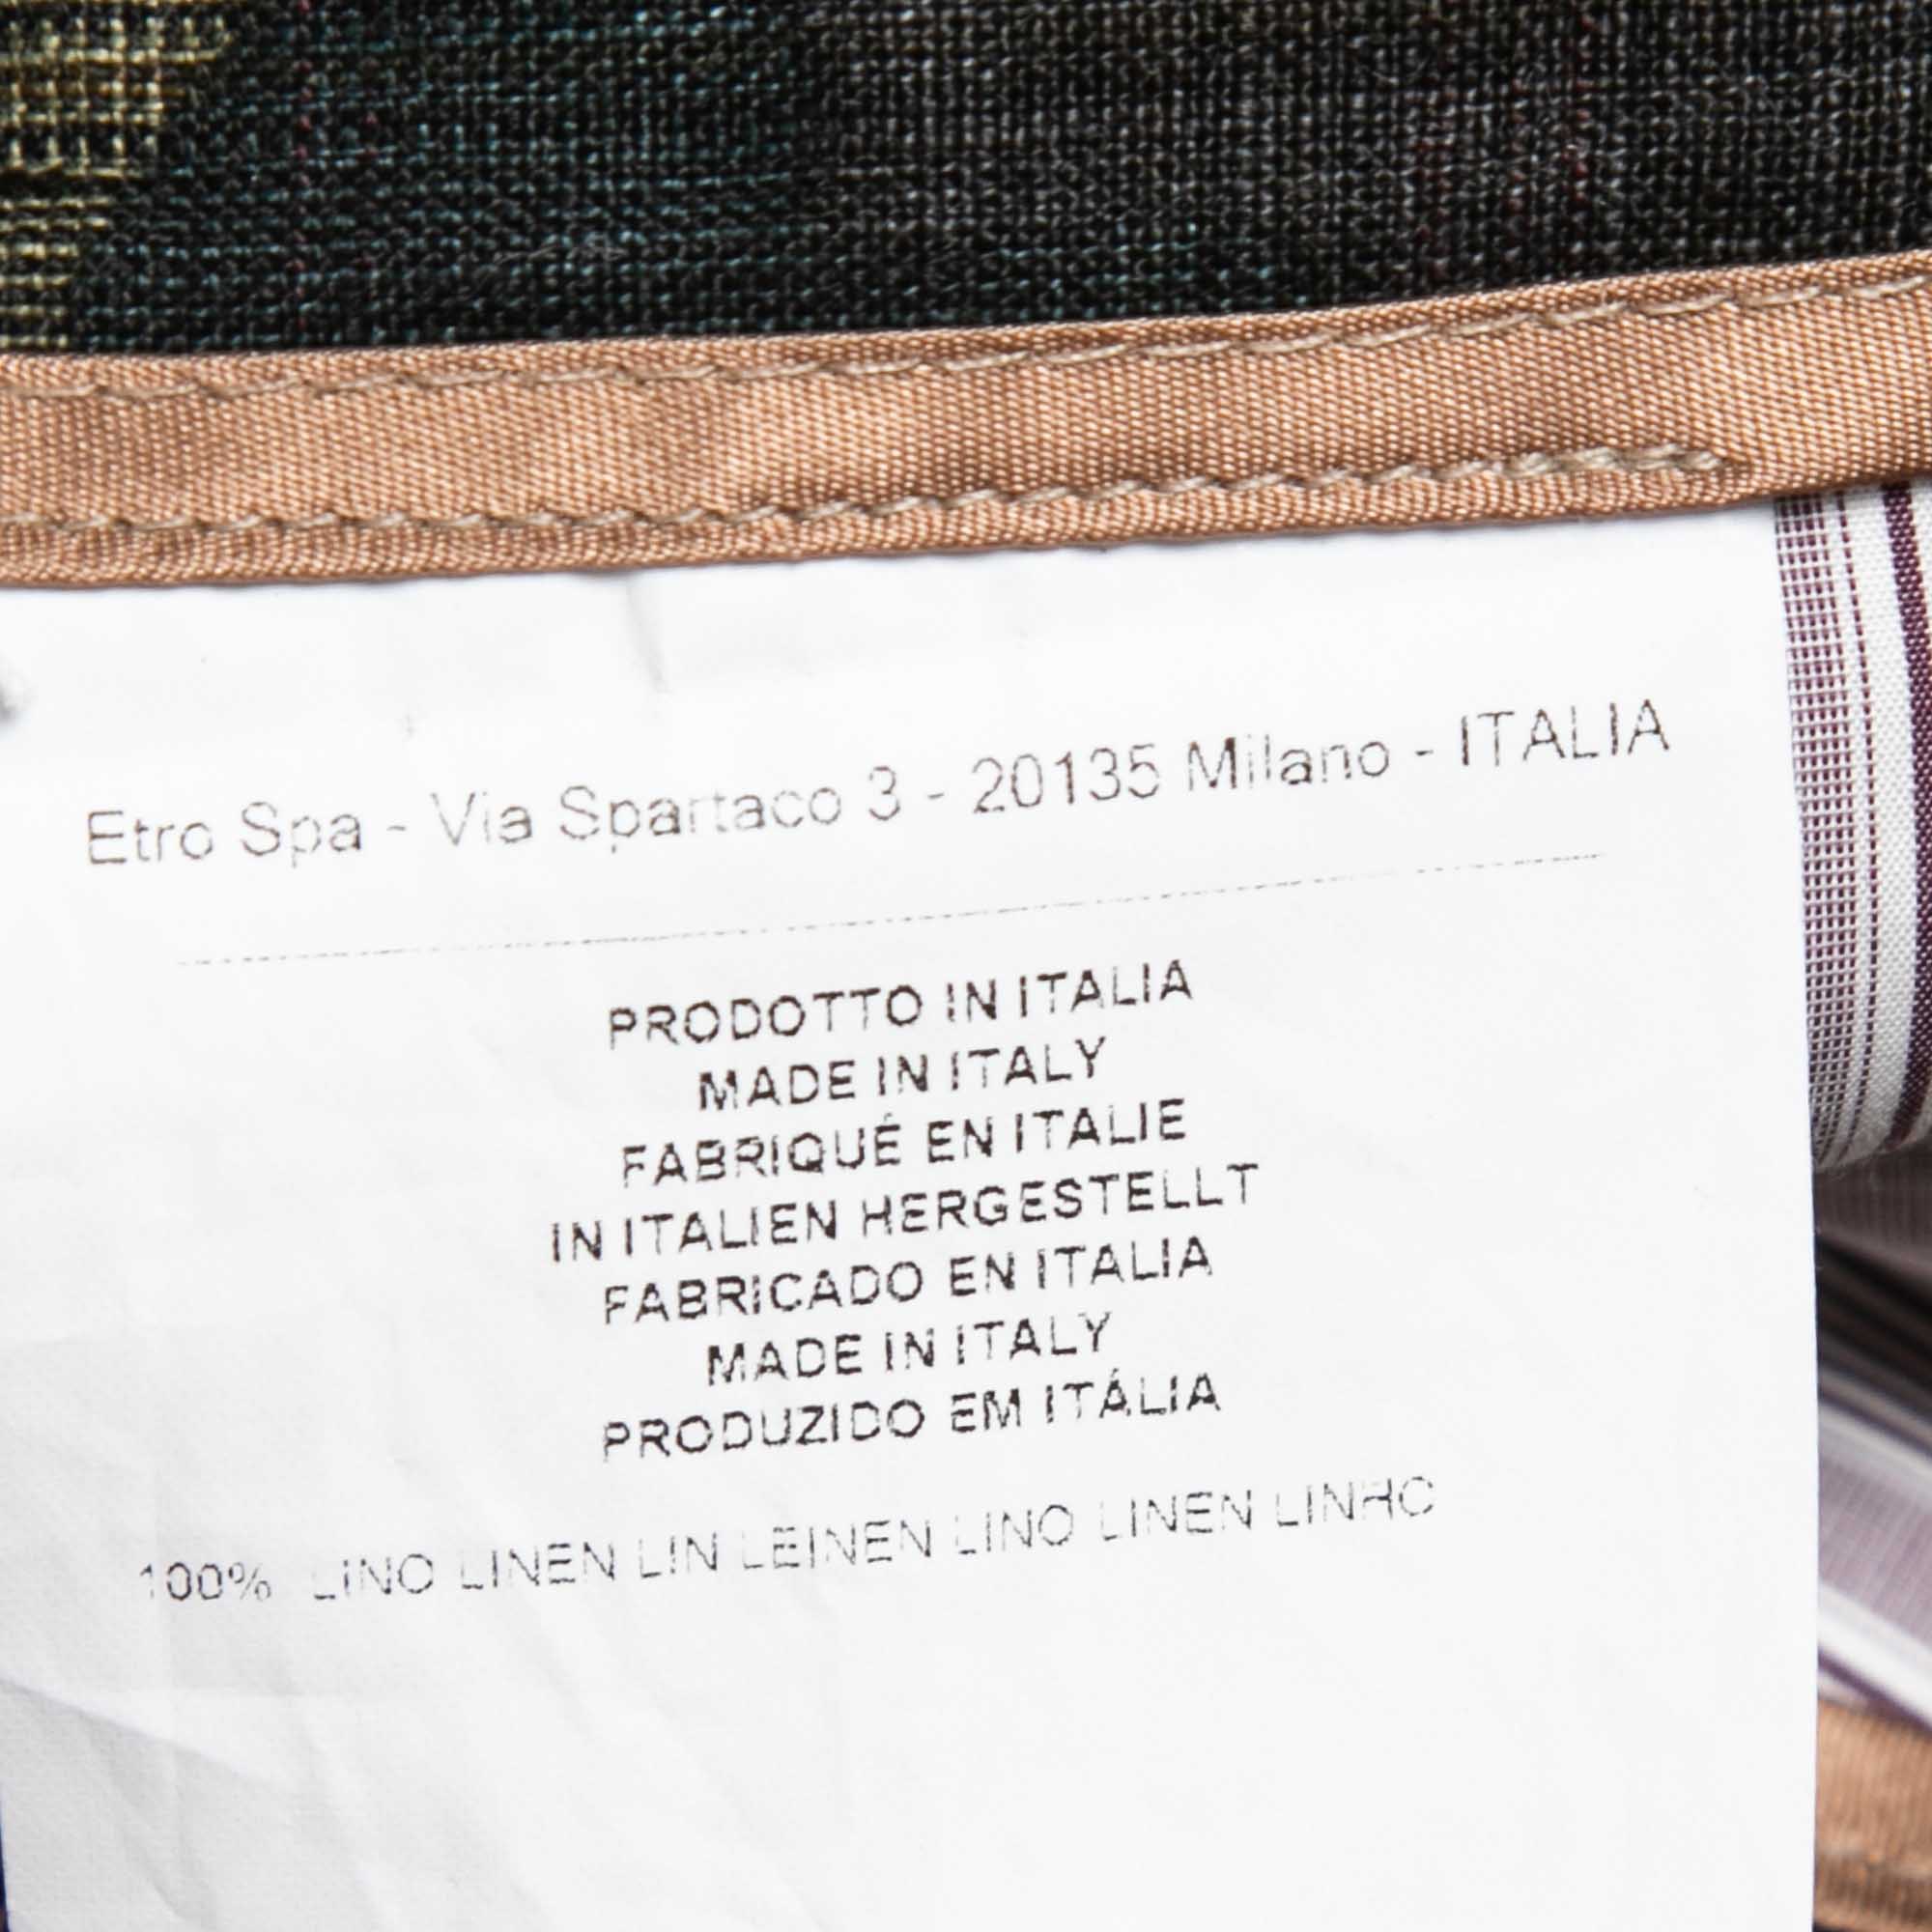 Etro Spa - Via Spartaco 3 - 20135 Milano - ITALIA
PRODOTTO IN ITALIA
MADE IN ITALY
FABRIQUÉ EN ITALIE
IN ITALIEN HERGESTELLT
FABRICADO EN ITALIA
MADE IN ITALY
PRODUZIDO EM ITÁLIA
100% LINO LINEN LIN LEINEN LINO LINEN LINHO